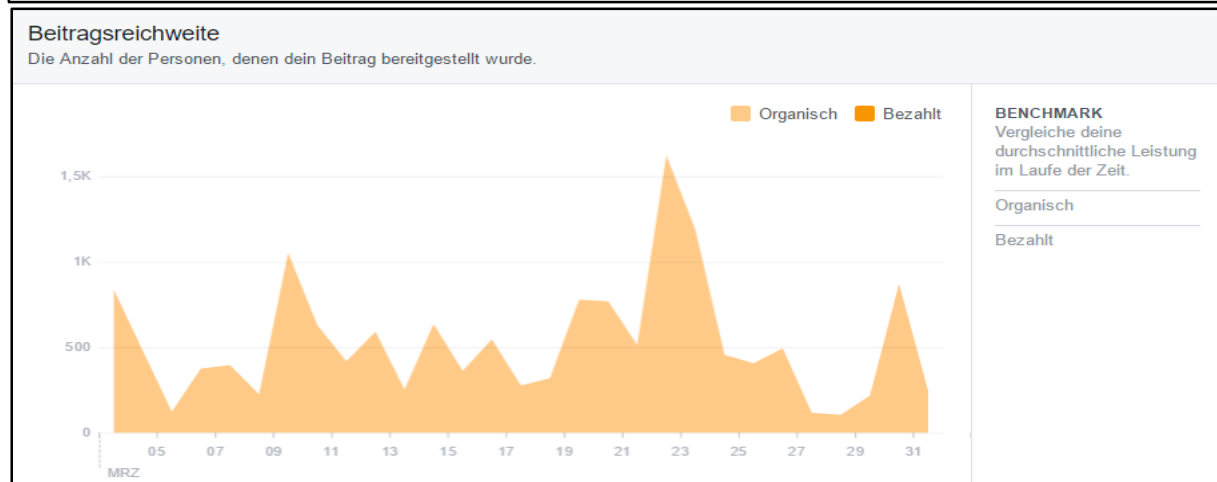 Beitragsreichweite
Die Anzahl der Personen, denen dein Beitrag bereitgestellt wurde.
Organisch Bezahlt
1,5K
1K
500
0
05 07 09 11 13 15 17 19 21 23 25 27 29 31
MRZ
BENCHMARK
Vergleiche deine
durchschnittliche Leistung
im Laufe der Zeit.
Organisch
Bezahlt